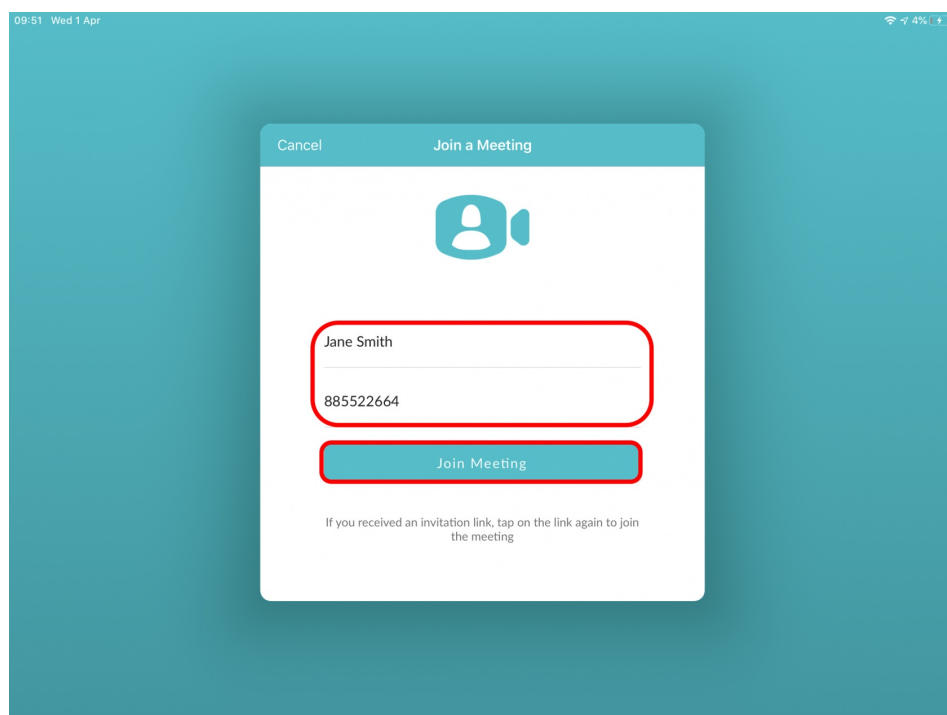 09:51 Wed 1 Apr 4%
Cancel Join a Meeting
Jane Smith
885522664
Join Meeting
If you received an invitation link, tap on the link again to join
the meeting